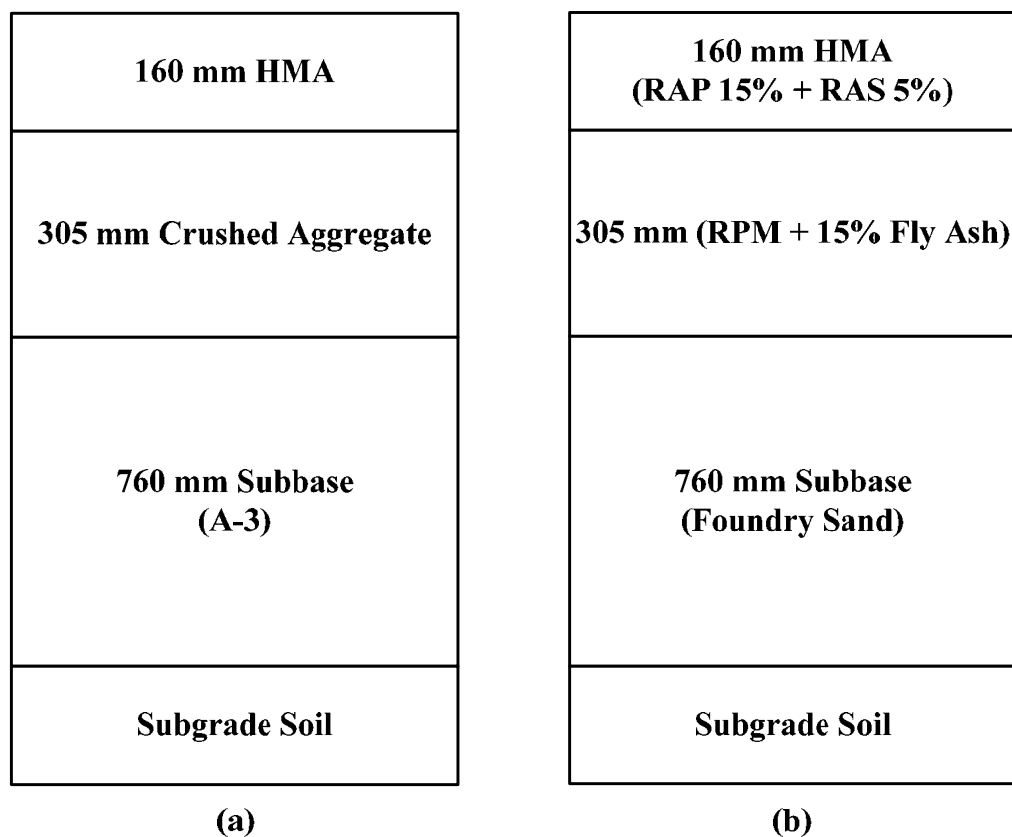 160 mm HMA
305 mm Crushed Aggregate
760 mm Subbase
(A-3)
Subgrade Soil
(a)
160 mm HMA
(RAP 15% + RAS 5%)
305 mm (RPM + 15% Fly Ash)
760 mm Subbase
(Foundry Sand)
Subgrade Soil
(b)